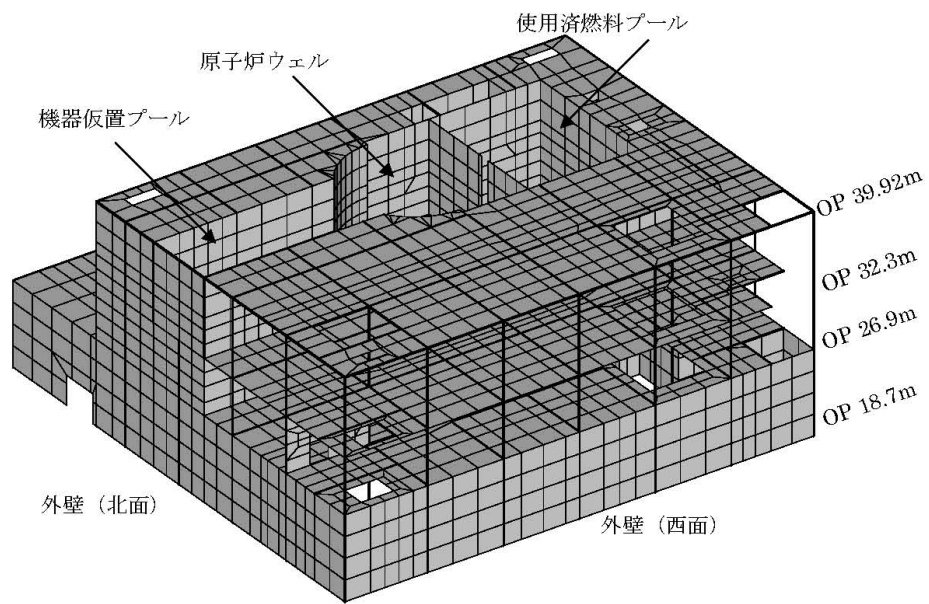 使用済燃料プール
原子炉ウェル
機器仮置プール
OP 39.92m
OP 32.3m
OP 26.9m
OP 18.7m
外壁（北面）
外壁（西面）